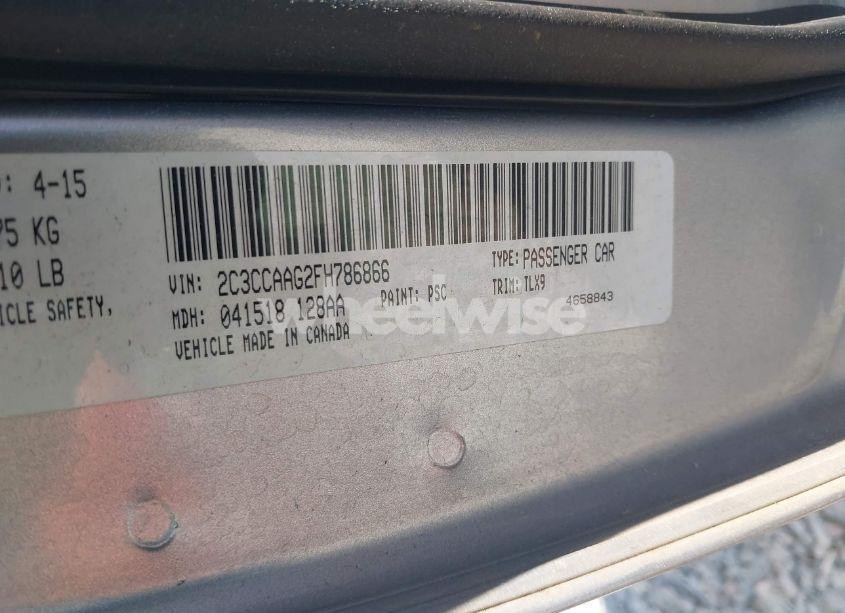 : 4-15
75 KG
10 LB
ICLE SAFETY,
VIN: 2C3CCAAG2FH786866
TYPE: PASSENGER CAR
MDH: 041518 128AA
PAINT: PSC
TRIM: TLX9
VEHICLE MADE IN CANADA
4658843
wheelwise